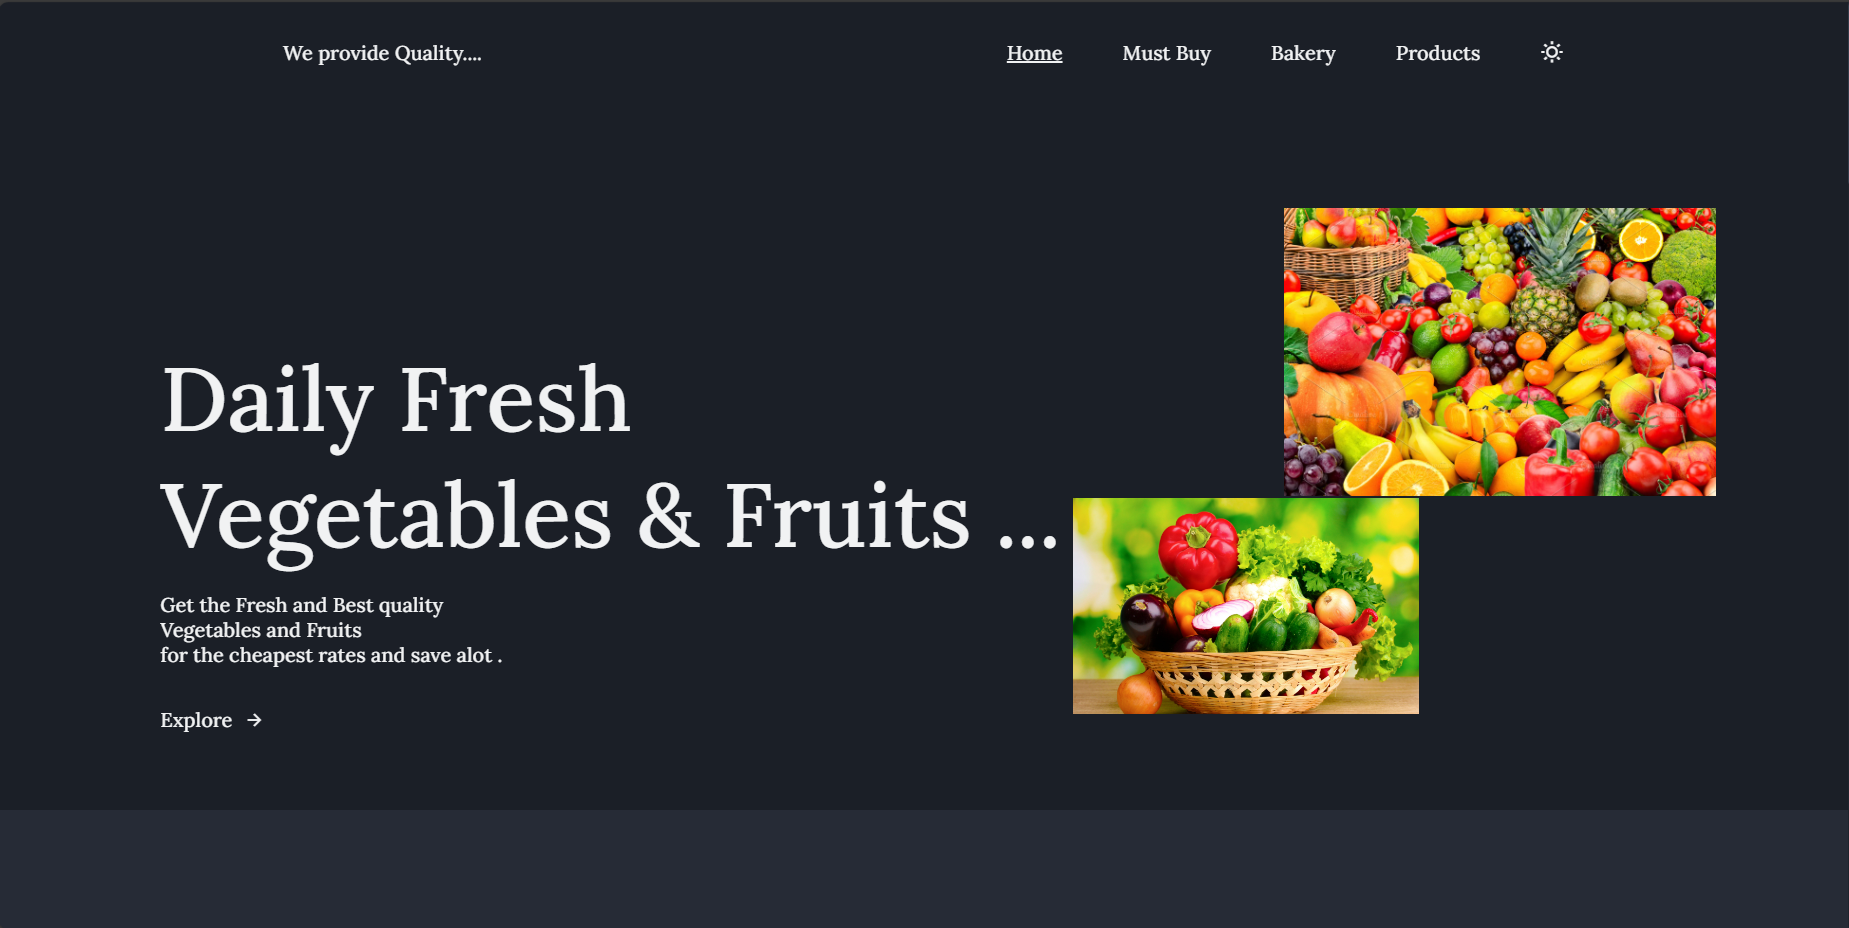 We provide Quality....
Home
Must Buy
Bakery
Products
Daily Fresh
Vegetables & Fruits ...
Get the Fresh and Best quality
Vegetables and Fruits
for the cheapest rates and save alot .
Explore →